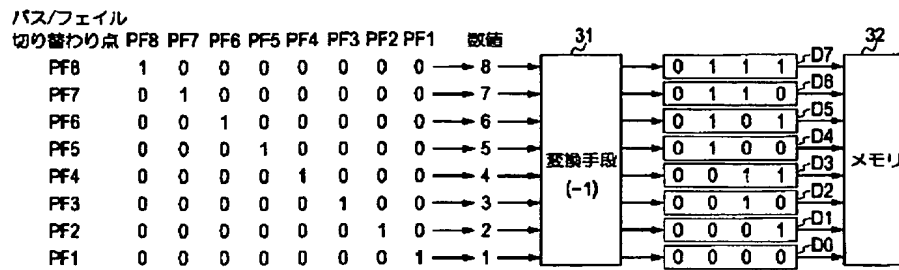 パス/フェイル
切り替わり点 PF8 PF7 PF6 PF5 PF4 PF3 PF2 PF1 数値 31 32
PF8 1 0 0 0 0 0 0 0 8 0 1 1 1 D7
PF7 0 1 0 0 0 0 0 0 7 0 1 1 0 D6
PF6 0 0 1 0 0 0 0 0 6 0 1 0 1 D5
PF5 0 0 0 1 0 0 0 0 5 0 1 0 0 D4
PF4 0 0 0 0 1 0 0 0 4 変換手段 0 0 1 1 D3 メモリ
PF3 0 0 0 0 0 1 0 0 3 (-1) 0 0 1 0 D2
PF2 0 0 0 0 0 0 1 0 2 0 0 0 1 D1
PF1 0 0 0 0 0 0 0 1 1 0 0 0 0 D0